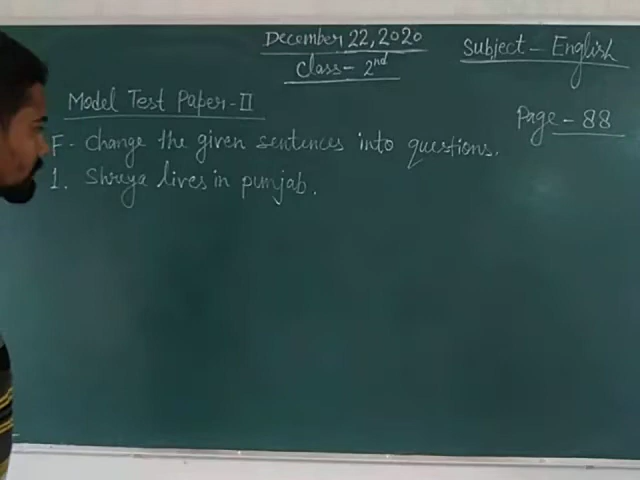 December 22, 2020
Class - 2nd
Subject - English
Model Test Paper - II
Page - 88
F - Change the given sentences into questions.
1. Shreya lives in punjab.